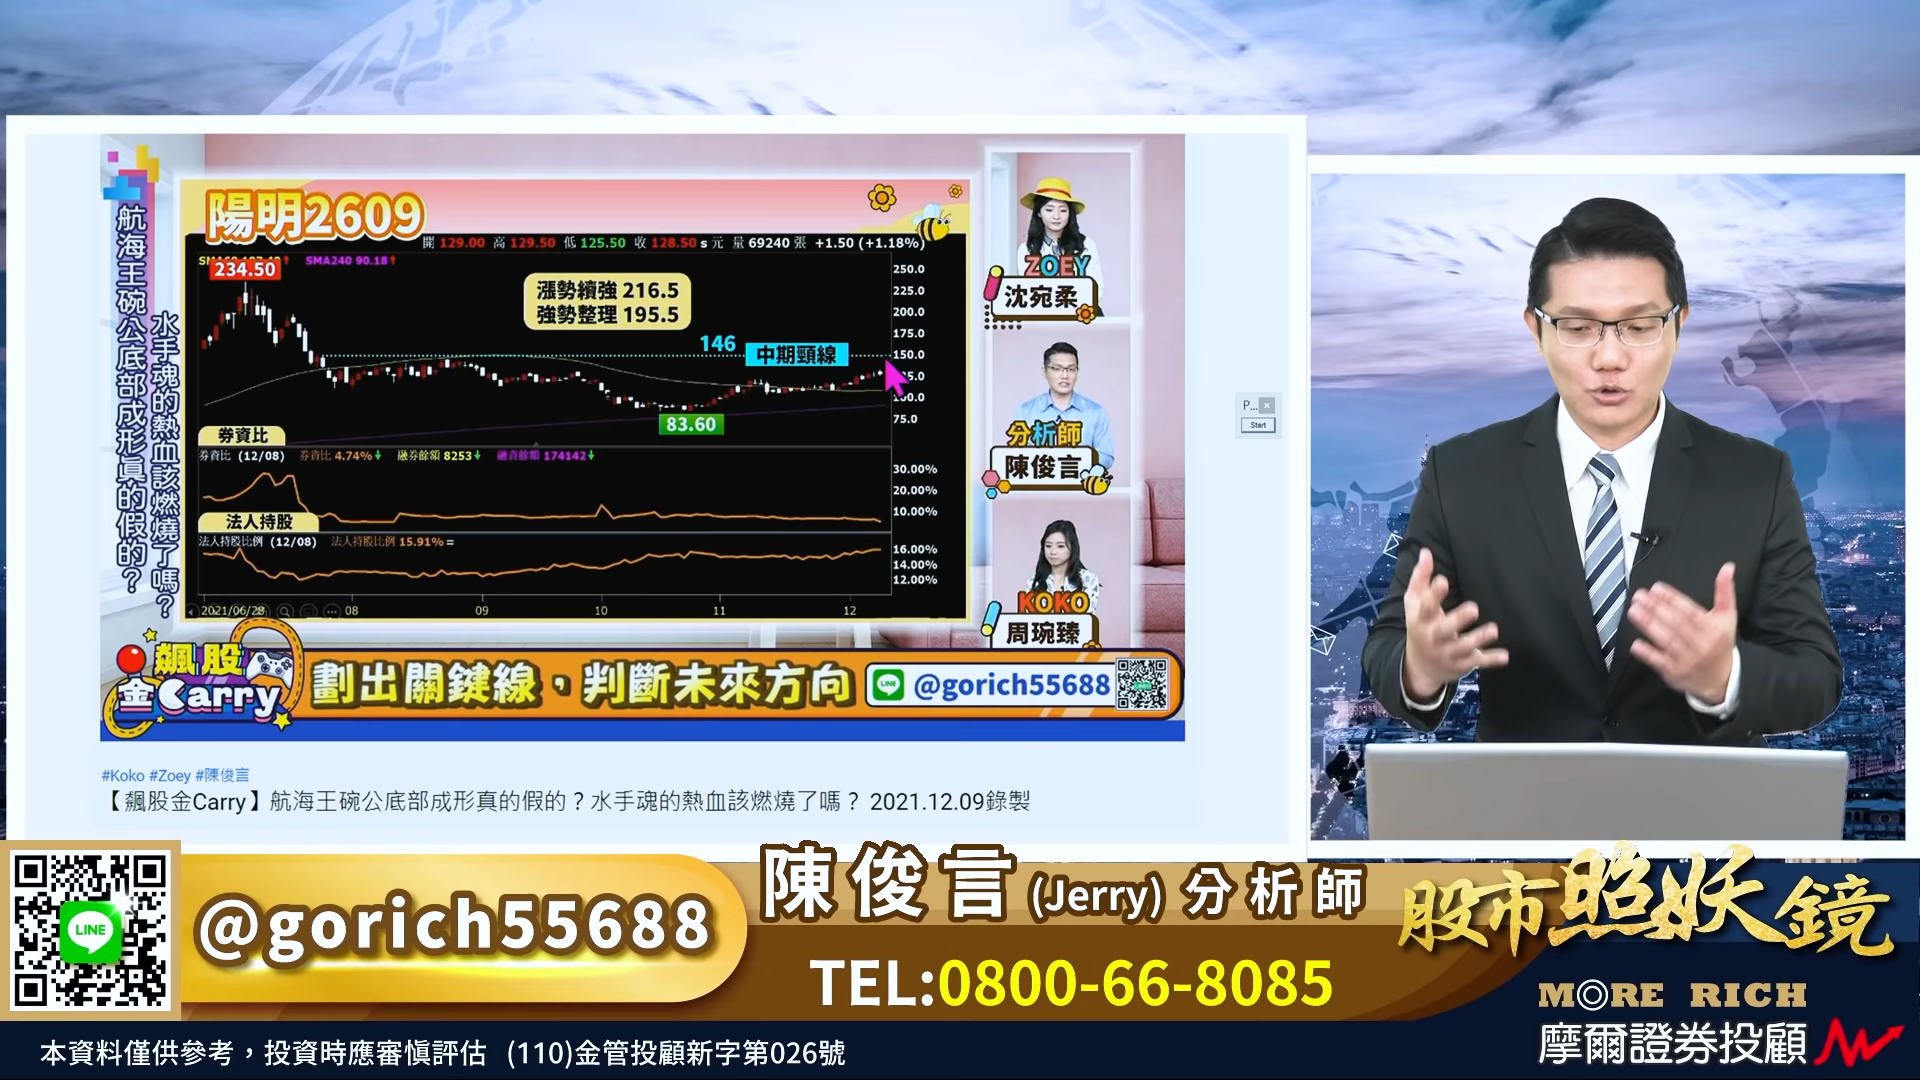 航海王碗公底部成形真的假的？
水手魂的熱血該燃燒了嗎？
陽明2609
開 129.00 高 129.50 低 125.50 收 128.50 s 元 量 69240 張 +1.50 (+1.18%)
SMA240 90.18↑
234.50
漲勢續強 216.5
強勢整理 195.5
146
中期頸線
83.60
250.0
225.0
200.0
175.0
150.0
75.0
券資比
券資比 (12/08) 券資比 4.74%↓ 融券餘額 8253↓ 融資餘額 174142↓
30.00%
20.00%
10.00%
法人持股
法人持股比例 (12/08) 法人持股比例 15.91% =
16.00%
14.00%
12.00%
2021/06/28 08 09 10 11 12
ZOEY
沈宛柔
分析師
陳俊言
KOKO
周琬臻
飆股
金Carry
劃出關鍵線，判斷未來方向
LINE @gorich55688
P...
Start
#Koko #Zoey #陳俊言
【飆股金Carry】航海王碗公底部成形真的假的？水手魂的熱血該燃燒了嗎？ 2021.12.09錄製
LINE
@gorich55688
陳俊言 (Jerry) 分析師
TEL:0800-66-8085
股市照妖鏡
MORE RICH
摩爾證券投顧
本資料僅供參考，投資時應審慎評估 (110)金管投顧新字第026號